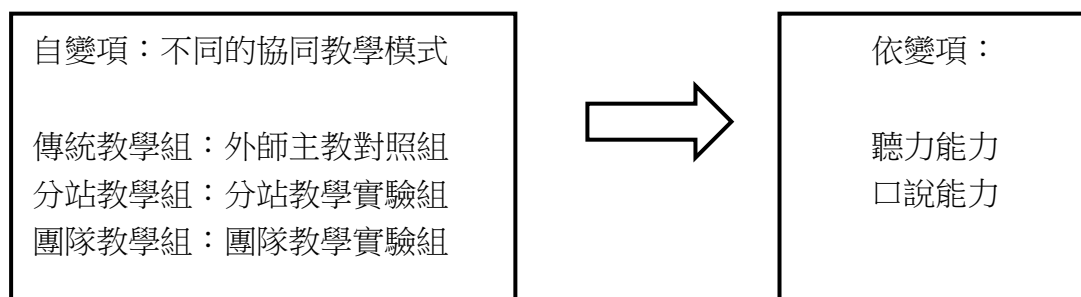 自變項：不同的協同教學模式
傳統教學組：外師主教對照組
分站教學組：分站教學實驗組
團隊教學組：團隊教學實驗組
依變項：
聽力能力
口說能力